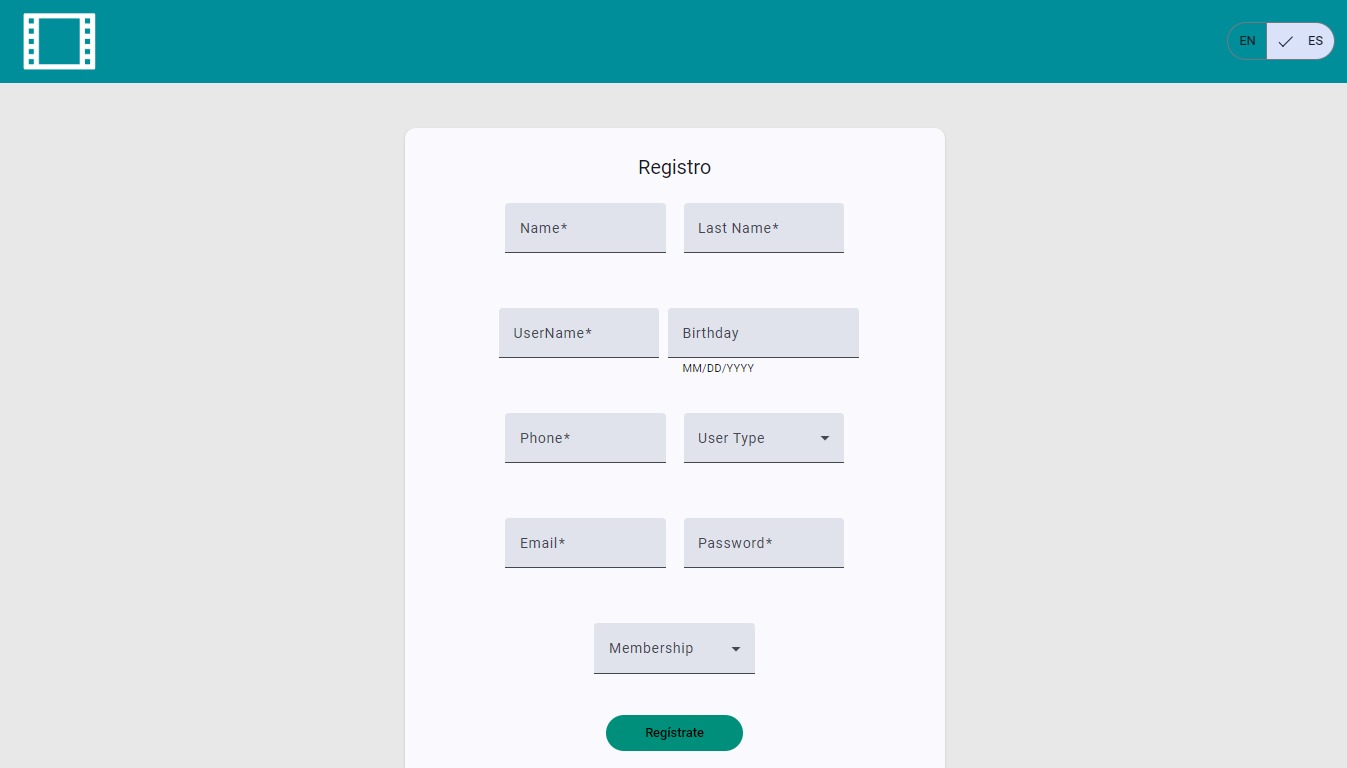 EN ES
Registro
Name* Last Name*
UserName* Birthday
MM/DD/YYYY
Phone* User Type
Email* Password*
Membership
Registrate